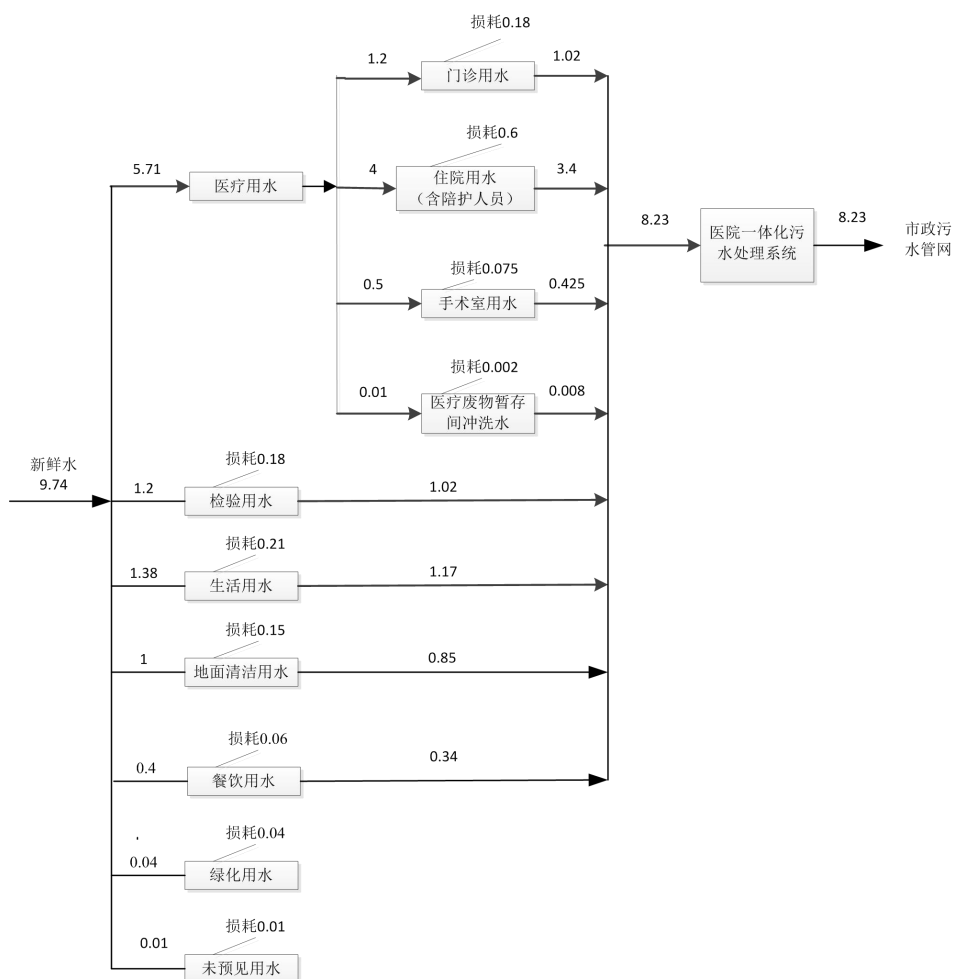 损耗0.18
1.2
门诊用水
1.02
损耗0.6
5.71
医疗用水
4
住院用水
（含陪护人员）
3.4
8.23
医院一体化污
水处理系统
8.23
市政污
水管网
损耗0.075
0.5
手术室用水
0.425
损耗0.002
0.01
医疗废物暂存
间冲洗水
0.008
新鲜水
9.74
损耗0.18
1.2
检验用水
1.02
损耗0.21
1.38
生活用水
1.17
损耗0.15
1
地面清洁用水
0.85
损耗0.06
0.4
餐饮用水
0.34
损耗0.04
0.04
绿化用水
损耗0.01
0.01
未预见用水